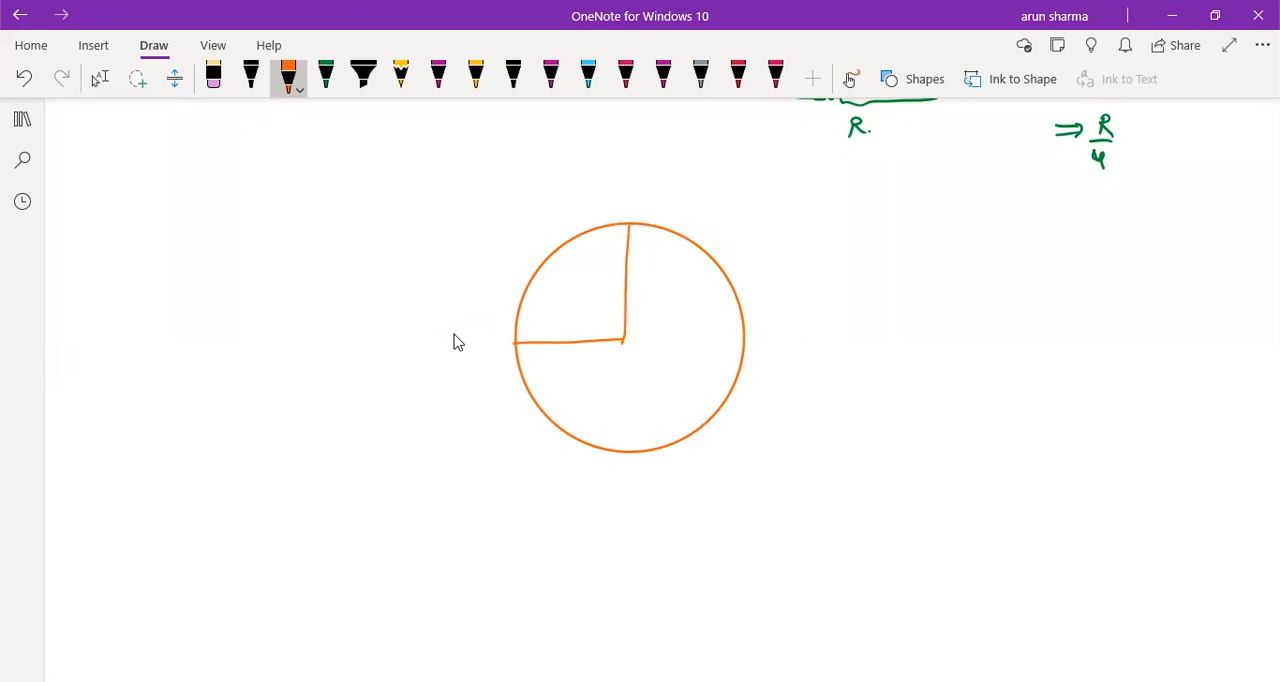 OneNote for Windows 10
arun sharma
Home Insert Draw View Help
Share
Shapes Ink to Shape Ink to Text
R.
⇒ R/4